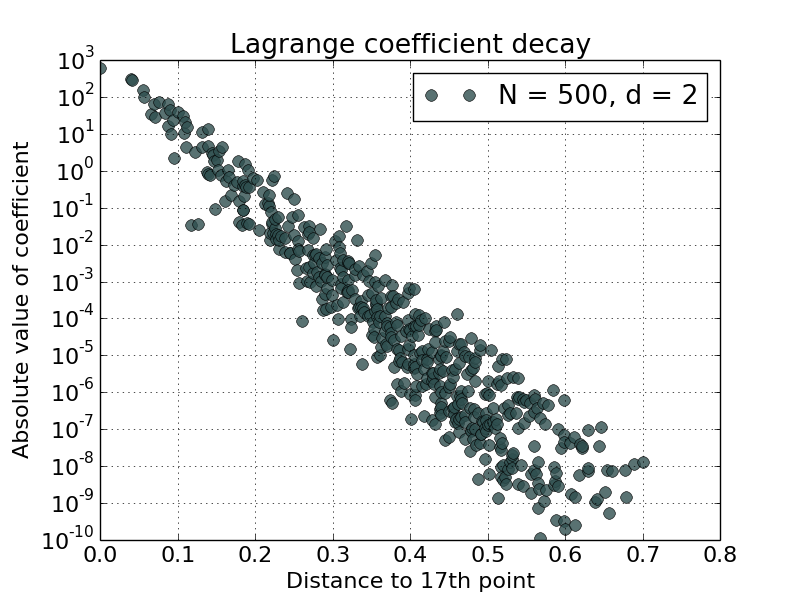 Lagrange coefficient decay
N = 500, d = 2
Absolute value of coefficient
10^3
10^2
10^1
10^0
10^-1
10^-2
10^-3
10^-4
10^-5
10^-6
10^-7
10^-8
10^-9
10^-10
0.0 0.1 0.2 0.3 0.4 0.5 0.6 0.7 0.8
Distance to 17th point